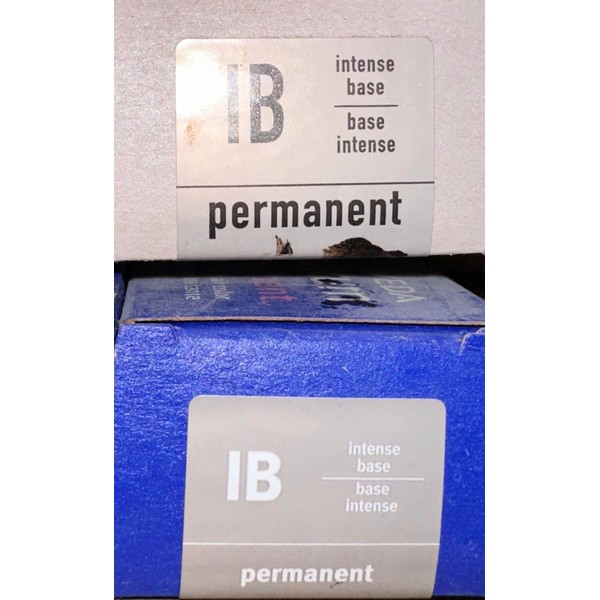 IB
intense
base
base
intense
permanent
IB
intense
base
base
intense
permanent